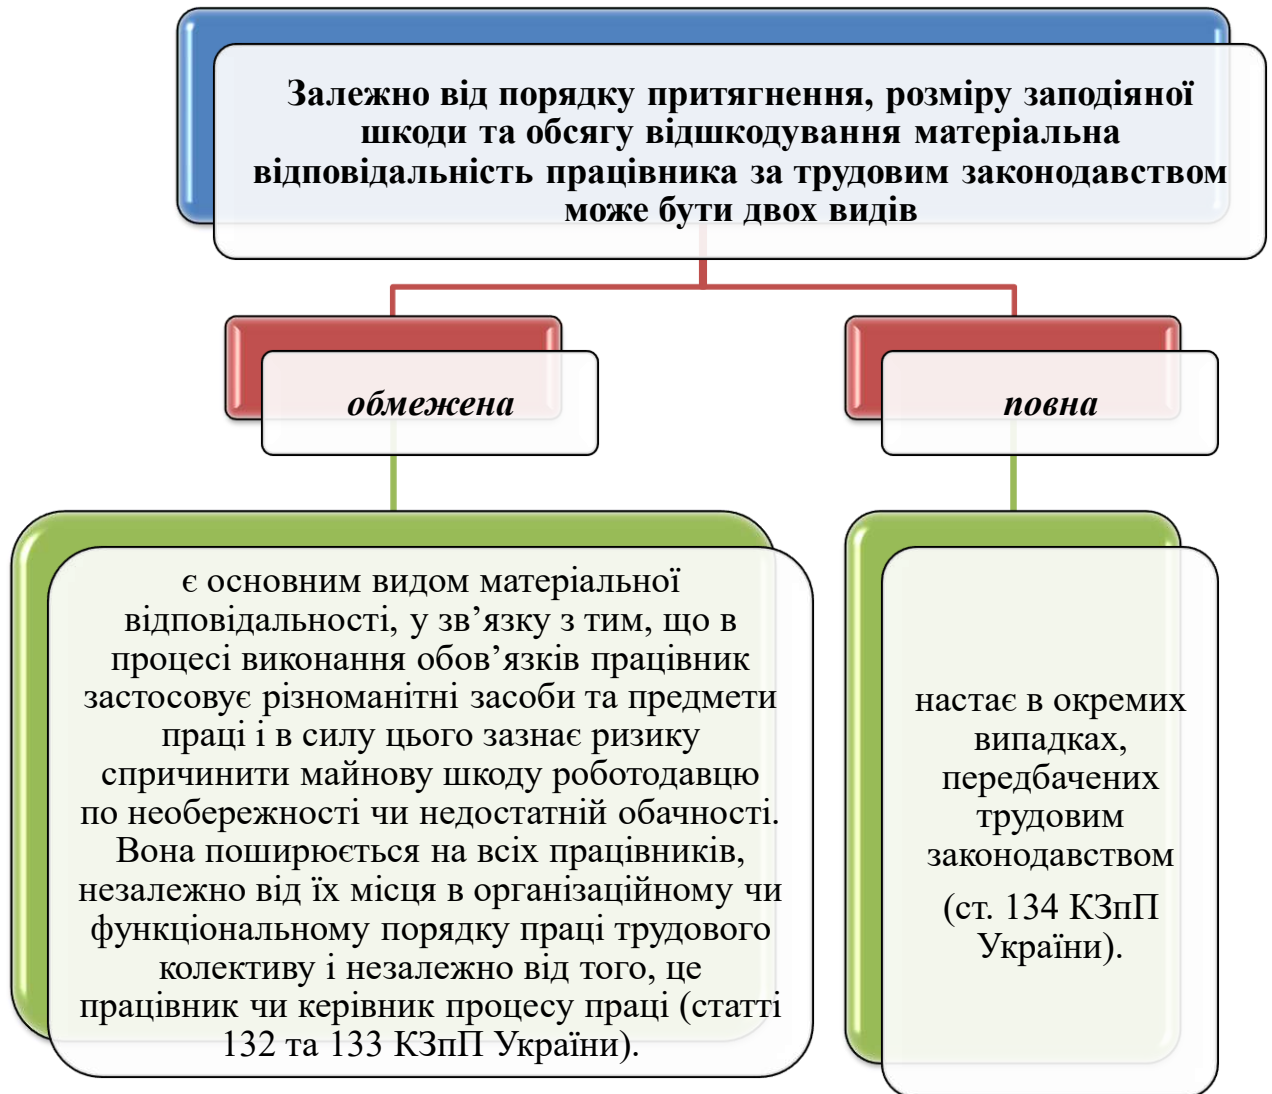 Залежно від порядку притягнення, розміру заподіяної
шкоди та обсягу відшкодування матеріальна
відповідальність працівника за трудовим законодавством
може бути двох видів
обмежена
повна
є основним видом матеріальної
відповідальності, у зв’язку з тим, що в
процесі виконання обов’язків працівник
застосовує різноманітні засоби та предмети
праці і в силу цього зазнає ризику
спричинити майнову шкоду роботодавцю
по необережності чи недостатній обачності.
Вона поширюється на всіх працівників,
незалежно від їх місця в організаційному чи
функціональному порядку праці трудового
колективу і незалежно від того, це
працівник чи керівник процесу праці (статті
132 та 133 КЗпП України).
настає в окремих
випадках,
передбачених
трудовим
законодавством
(ст. 134 КЗпП
України).